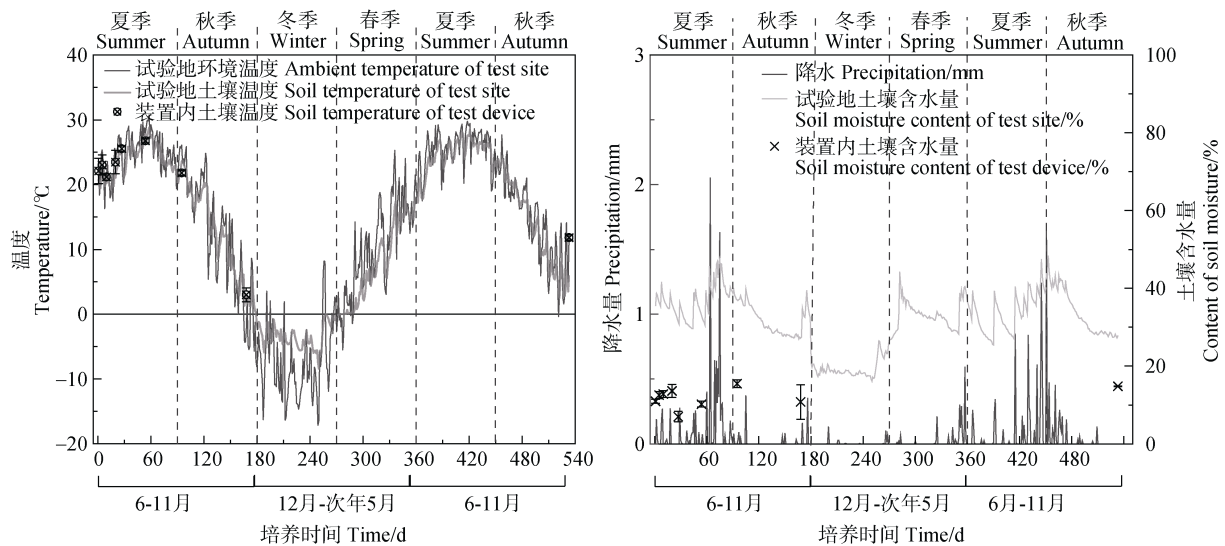 夏季 秋季 冬季 春季 夏季 秋季
Summer Autumn Winter Spring Summer Autumn
40
30
20
10
0
−10
−20
温度
Temperature/℃
试验地环境温度 Ambient temperature of test site
试验地土壤温度 Soil temperature of test site
装置内土壤温度 Soil temperature of test device
0 60 120 180 240 300 360 420 480 540
6-11月 12月-次年5月 6-11月
培养时间 Time/d
夏季 秋季 冬季 春季 夏季 秋季
Summer Autumn Winter Spring Summer Autumn
3
2
1
0
降水量 Precipitation/mm
降水 Precipitation/mm
试验地土壤含水量
Soil moisture content of test site/%
装置内土壤含水量
Soil moisture content of test device/%
100
80
60
40
20
0
土壤含水量
Content of soil moisture/%
60 120 180 240 300 360 420 480
6-11月 12月-次年5月 6月-11月
培养时间 Time/d